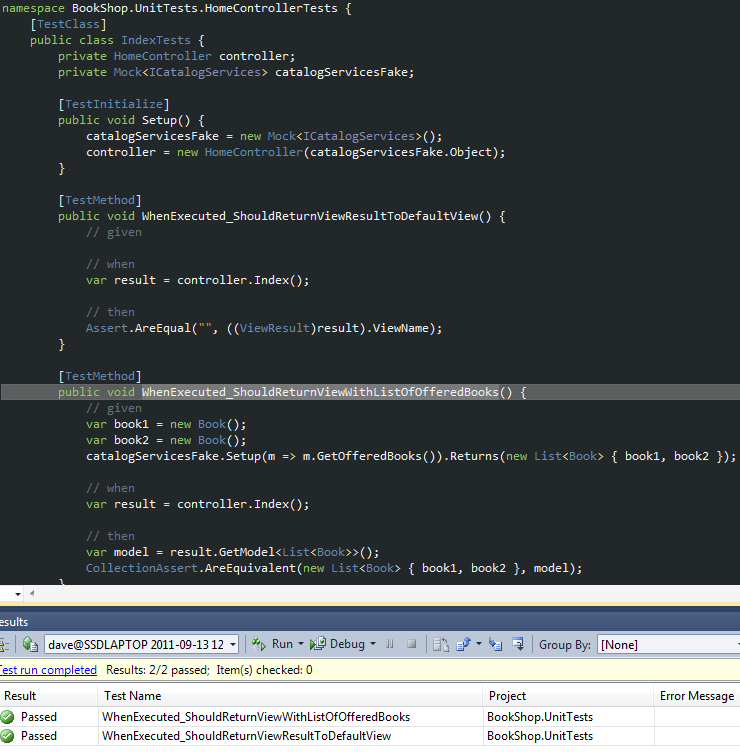 namespace BookShop.UnitTests.HomeControllerTests {
[TestClass]
public class IndexTests {
private HomeController controller;
private Mock<ICatalogServices> catalogServicesFake;
[TestInitialize]
public void Setup() {
catalogServicesFake = new Mock<ICatalogServices>();
controller = new HomeController(catalogServicesFake.Object);
}
[TestMethod]
public void WhenExecuted_ShouldReturnViewResultToDefaultView() {
// given
// when
var result = controller.Index();
// then
Assert.AreEqual("", ((ViewResult)result).ViewName);
}
[TestMethod]
public void WhenExecuted_ShouldReturnViewWithListOfOfferedBooks() {
// given
var book1 = new Book();
var book2 = new Book();
catalogServicesFake.Setup(m => m.GetOfferedBooks()).Returns(new List<Book> { book1, book2 });
// when
var result = controller.Index();
// then
var model = result.GetModel<List<Book>>();
CollectionAssert.AreEquivalent(new List<Book> { book1, book2 }, model);
}
esults
dave@SSDLAPTOP 2011-09-13 12 Run Debug Group By: [None]
Test run completed Results: 2/2 passed; Item(s) checked: 0
Result Test Name Project Error Message
Passed WhenExecuted_ShouldReturnViewWithListOfOfferedBooks BookShop.UnitTests
Passed WhenExecuted_ShouldReturnViewResultToDefaultView BookShop.UnitTests